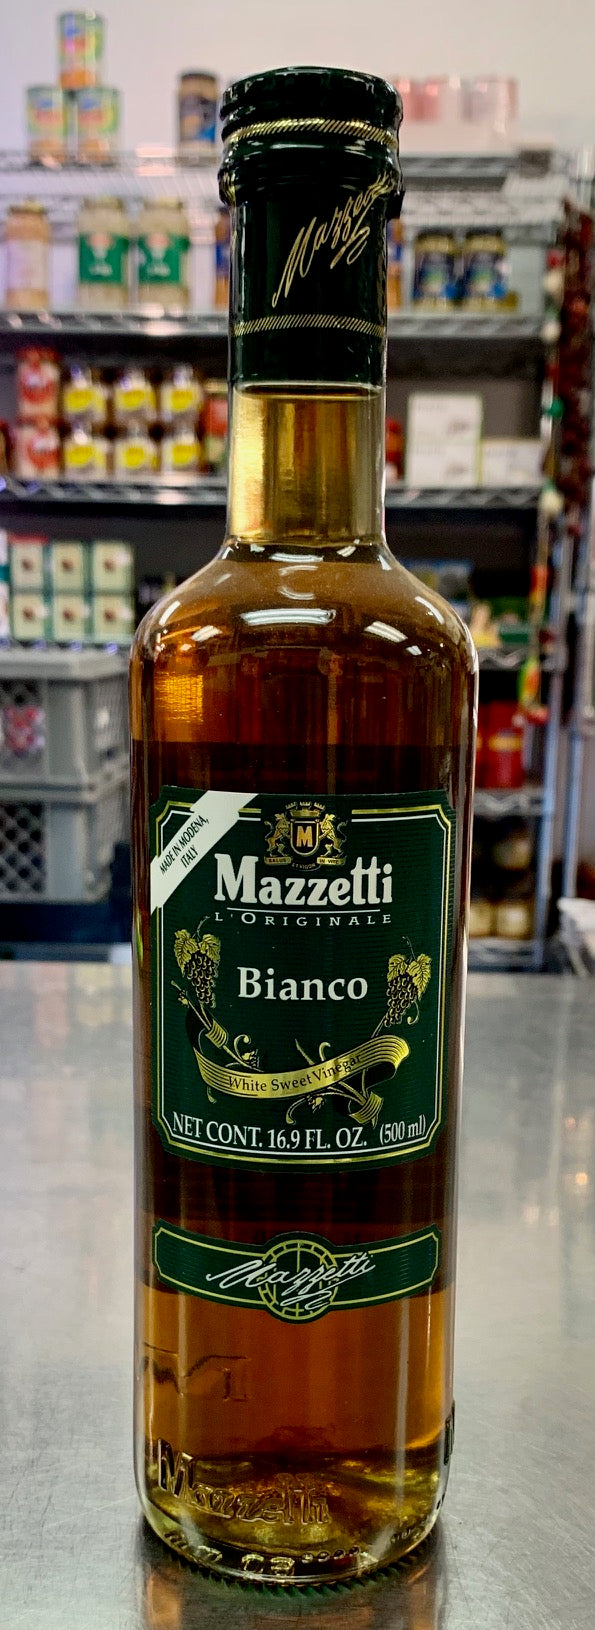 Mazzetti
MADE IN MODENA,
ITALY
M
Mazzetti
L'ORIGINALE
Bianco
White Sweet Vinegar
NET CONT. 16.9 FL. OZ. (500 ml)
Mazzetti
M
Mazzetti